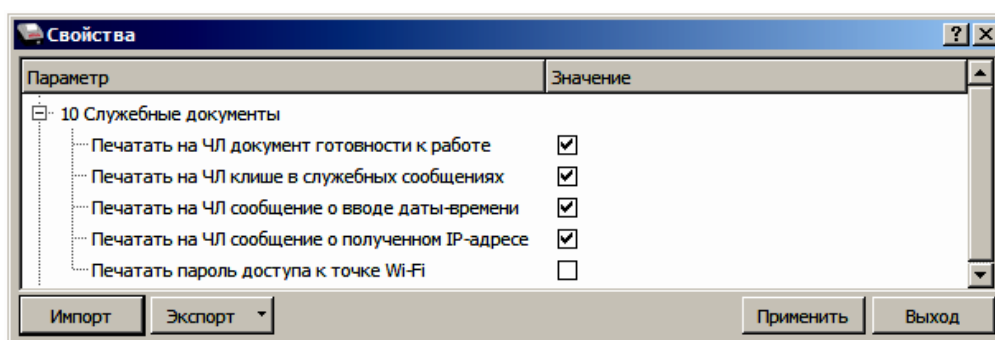 Свойства
Параметр Значение
10 Служебные документы
Печатать на ЧЛ документ готовности к работе
Печатать на ЧЛ клише в служебных сообщениях
Печатать на ЧЛ сообщение о вводе даты-времени
Печатать на ЧЛ сообщение о полученном IP-адресе
Печатать пароль доступа к точке Wi-Fi
Импорт Экспорт Применить Выход